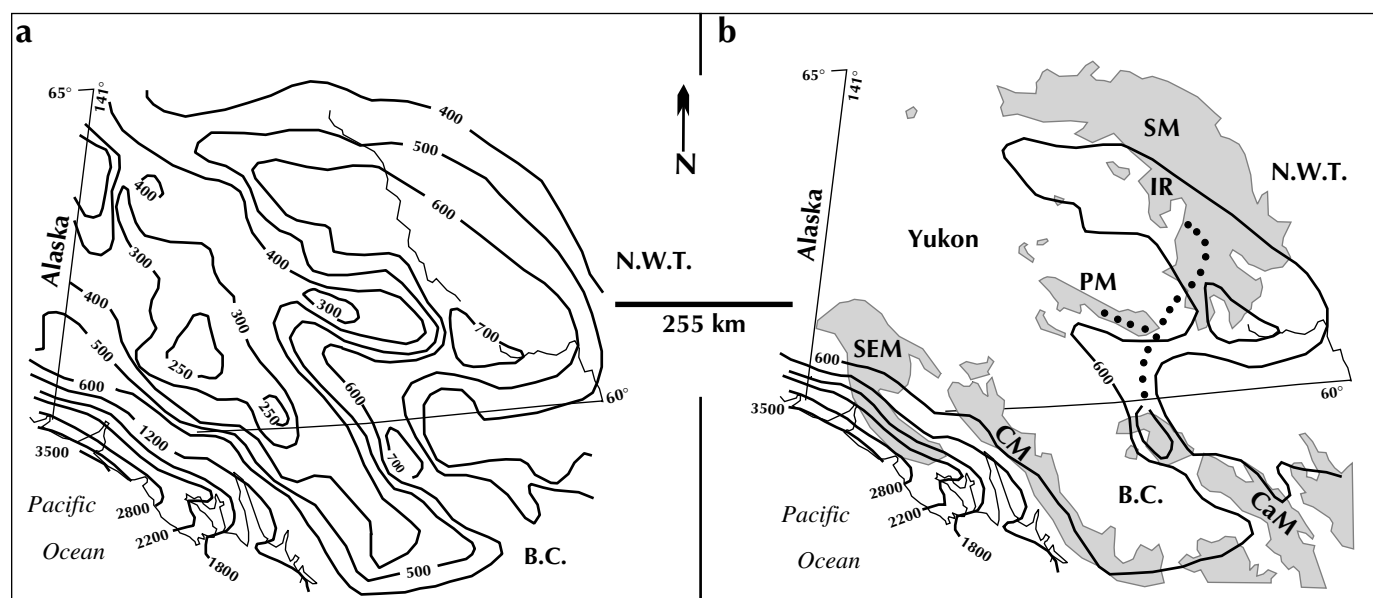 a
65°
141°
400
500
400
600
Alaska
300
400
400
300
300
700
500
250
600
600
250
60°
1200
700
3500
Pacific
Ocean
2800
2200
1800
500
B.C.
N
N.W.T.
255 km
b
65°
141°
SM
N.W.T.
IR
Alaska
Yukon
PM
SEM
600
600
60°
3500
CM
2800
2200
B.C.
CaM
Pacific
Ocean
1800